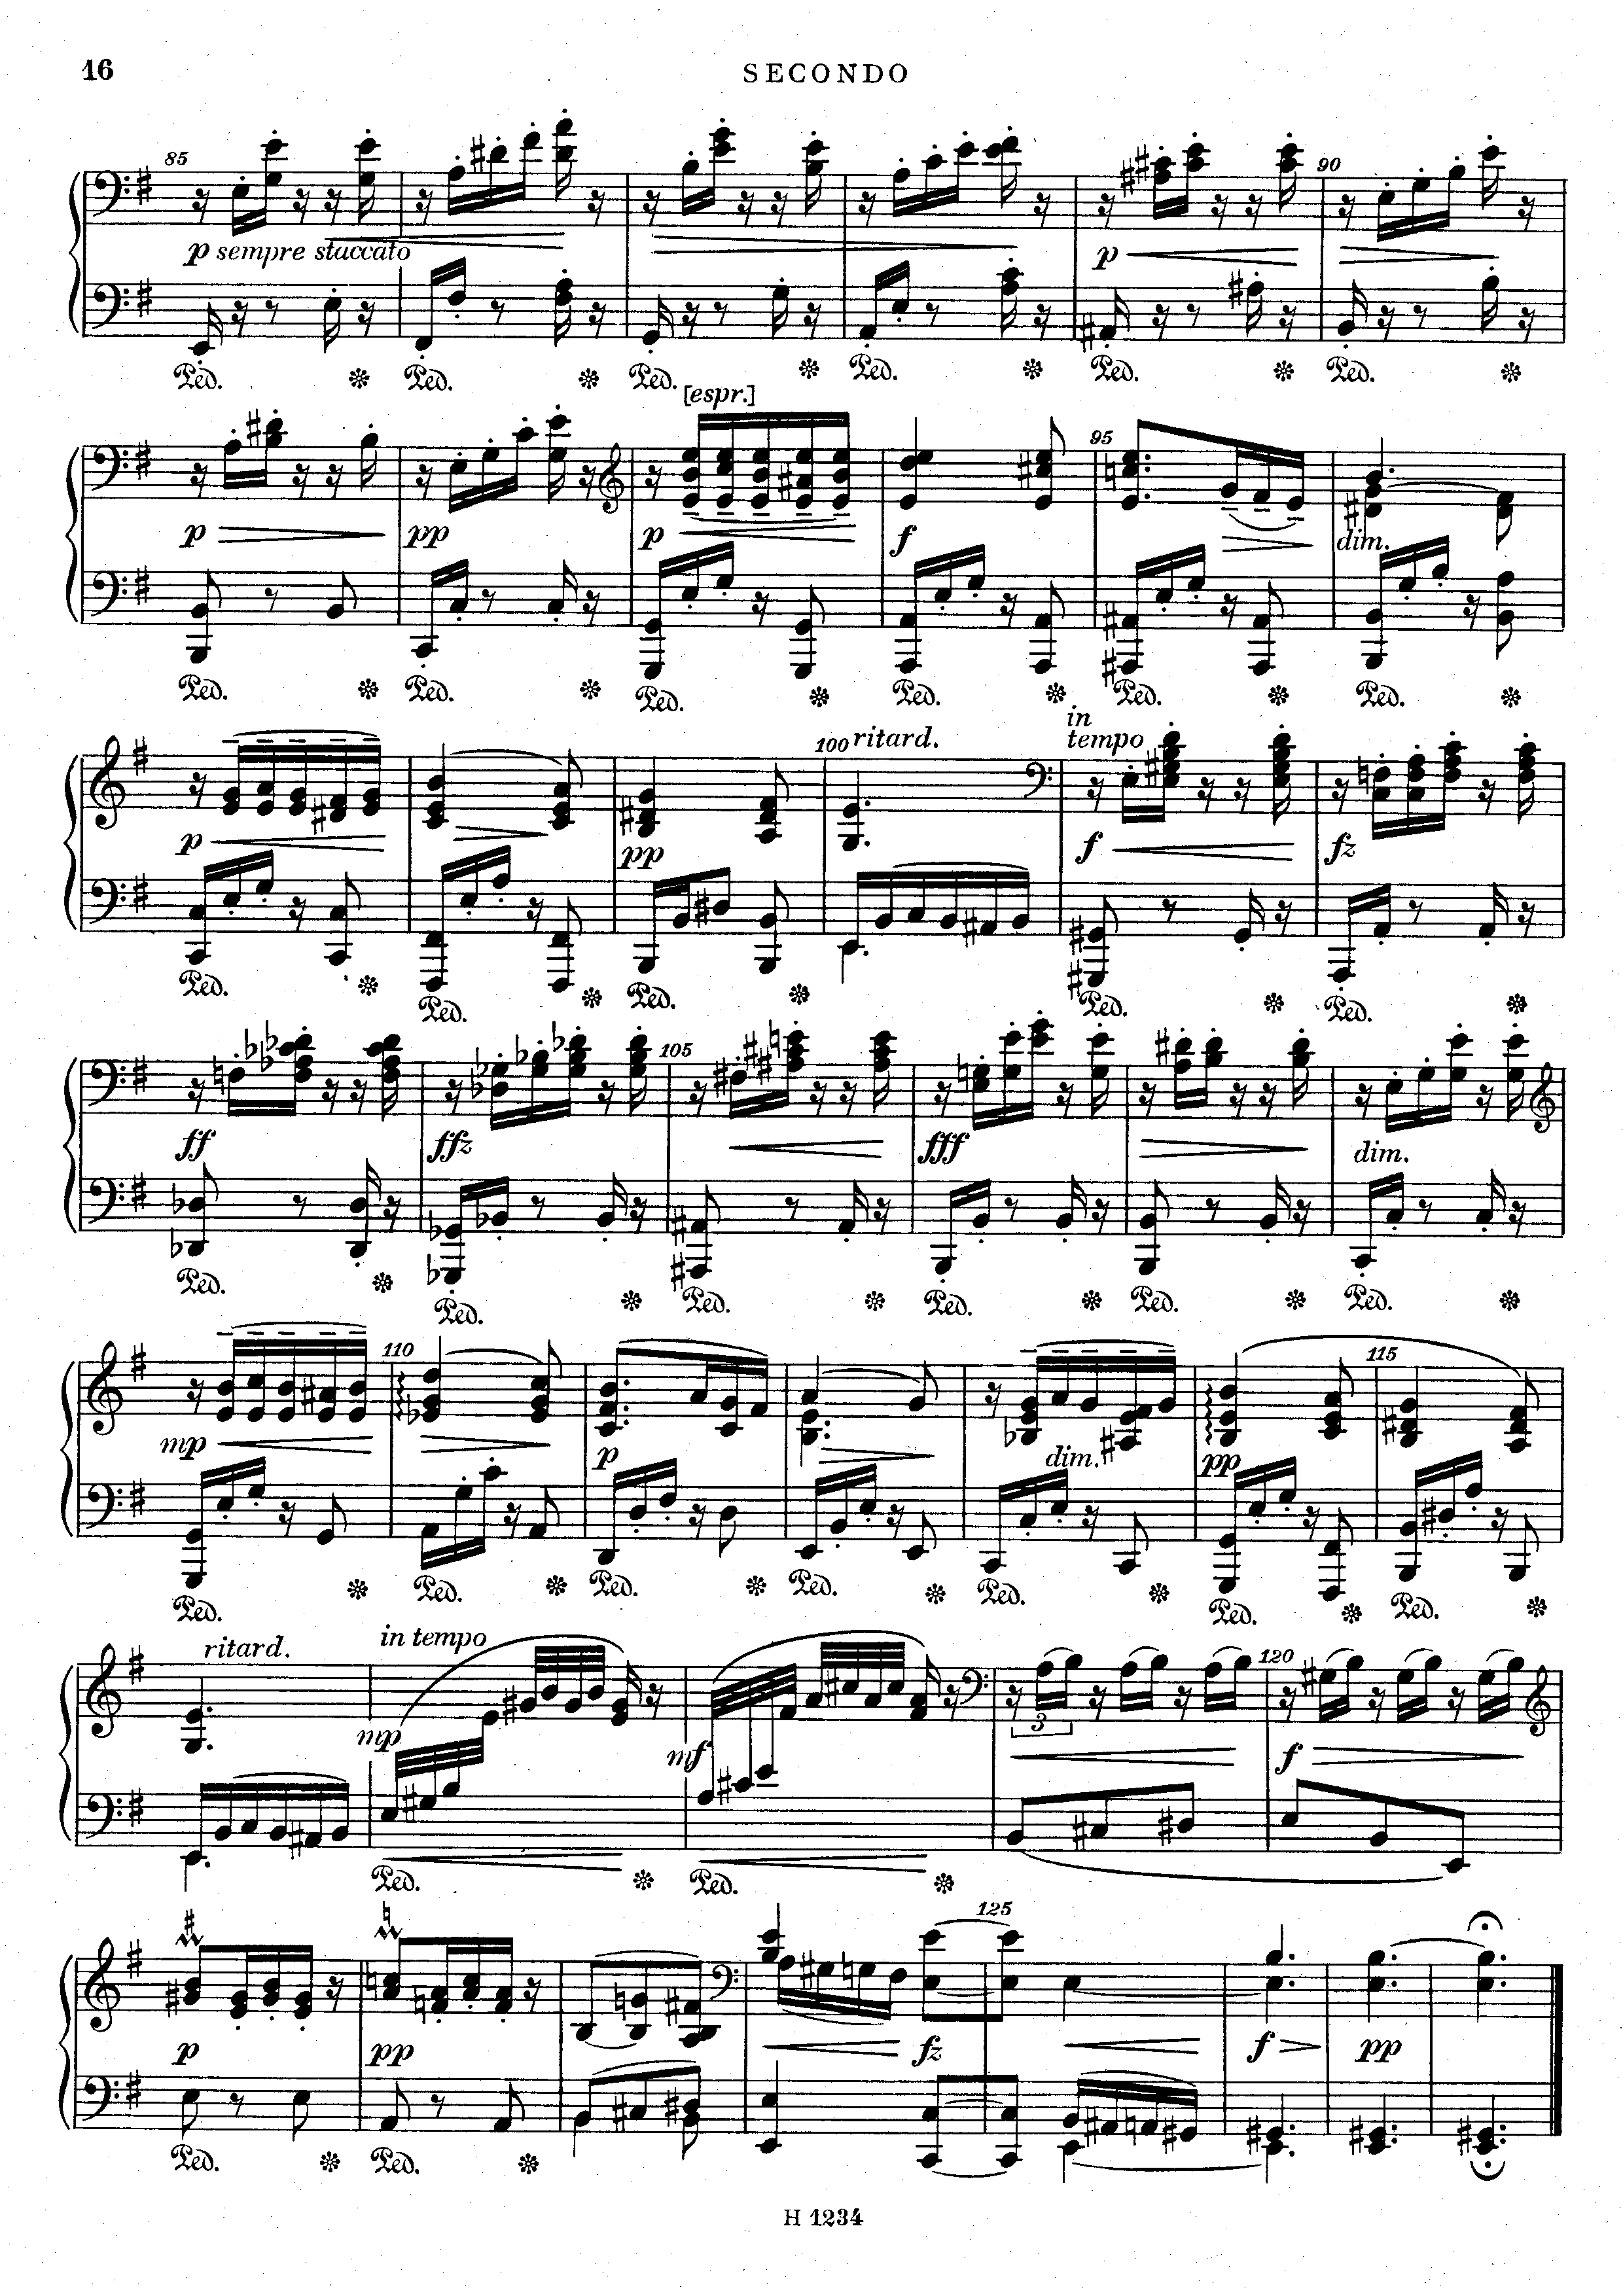 16
SECONDO
85
90
p sempre staccato
p
Ped. Ped. Ped. Ped. Ped. Ped.
[espr.]
95
p pp p f dim.
Ped. Ped. Ped. Ped. Ped. Ped.
100 ritard. in tempo
p pp f fz
Ped. Ped. Ped. Ped. Ped.
105
ff ffz fff dim.
Ped. Ped. Ped. Ped. Ped. Ped.
110
115
mp p dim. pp
Ped. Ped. Ped. Ped. Ped. Ped. Ped.
ritard. in tempo
120
mp mf 3 f
Ped. Ped.
125
p pp fz f pp
Ped. Ped.
H 1234